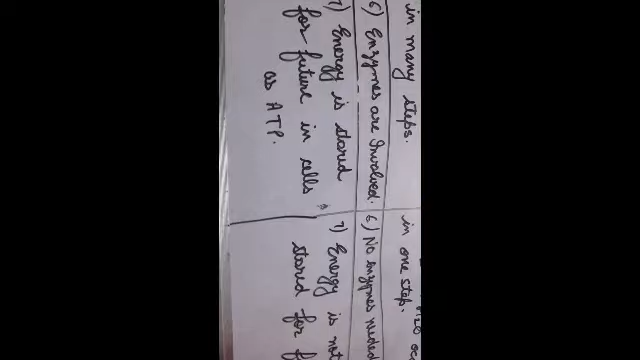 in many steps.
6) Enzymes are Involved.
7) Energy is stored
for future in cells
as ATP.
in one step.
6) No enzymes needed
7) Energy is not
stored for